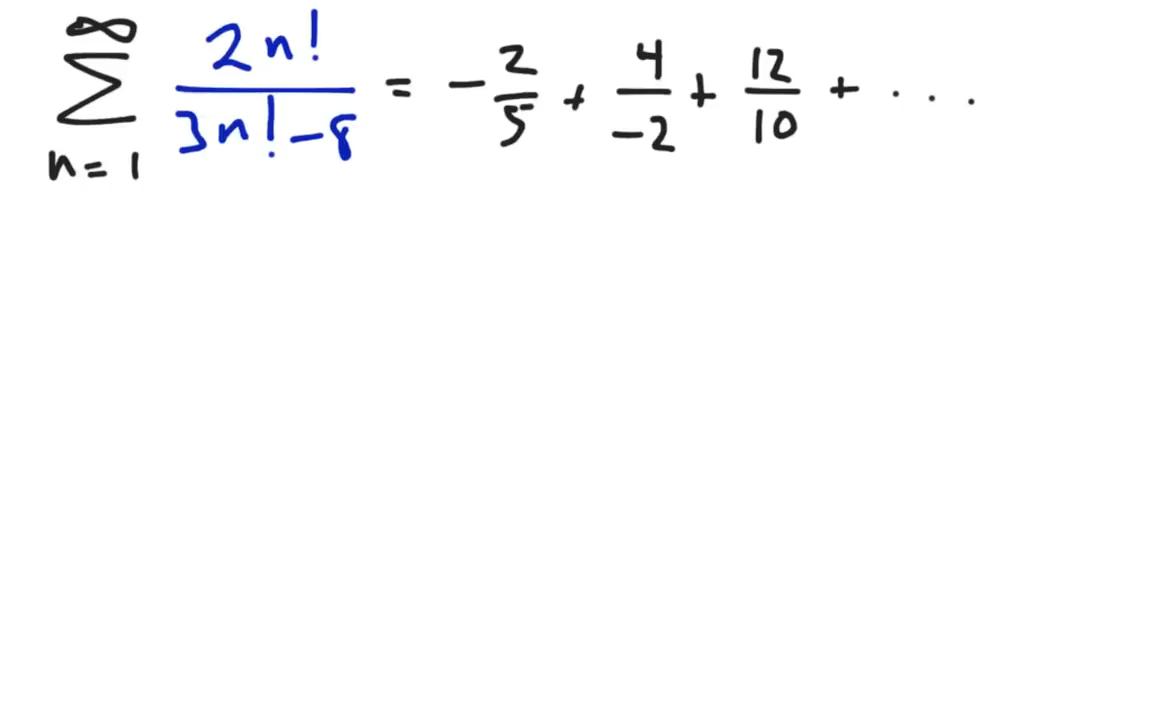 ∞
∑ 2n!/(3n!-8) = -2/5 + 4/-2 + 12/10 + ...
n=1